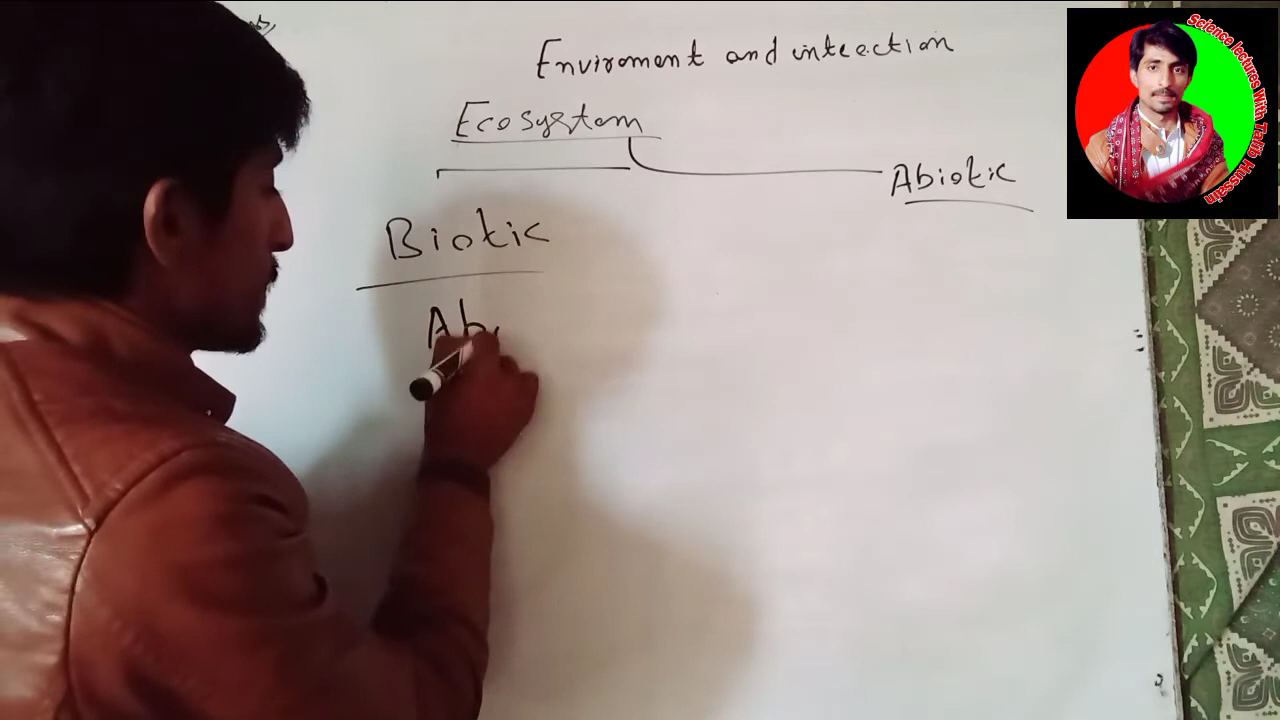 Enviroment and inteection
Ecosystem
Abiotic
Biotic
Ab
Science lectures With Talib Hussain